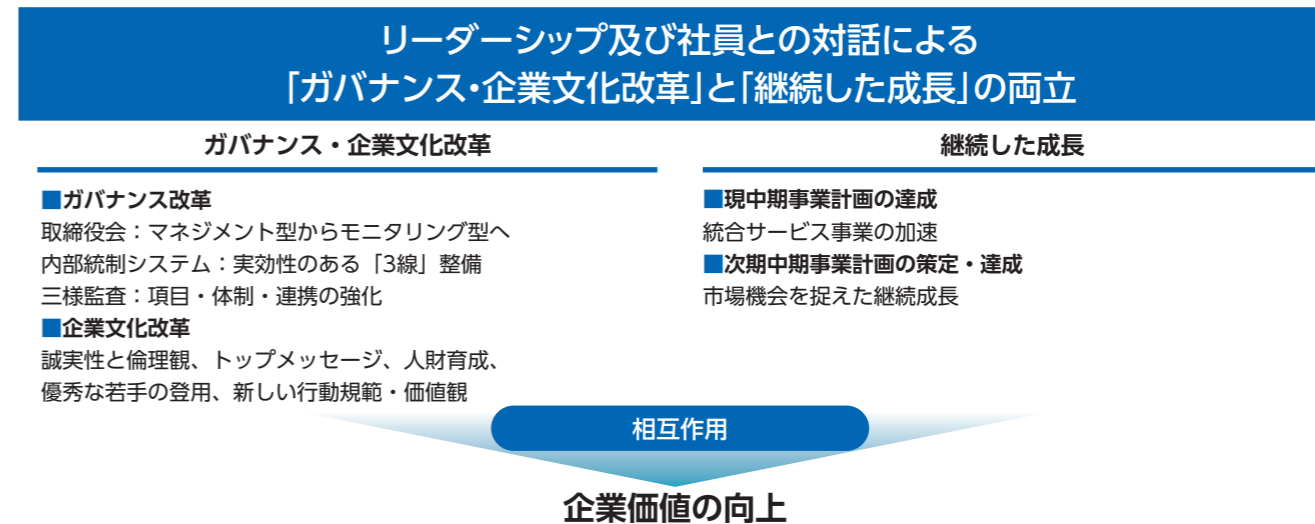 リーダーシップ及び社員との対話による
「ガバナンス・企業文化改革」と「継続した成長」の両立
ガバナンス・企業文化改革
■ガバナンス改革
取締役会：マネジメント型からモニタリング型へ
内部統制システム：実効性のある「3線」整備
三様監査：項目・体制・連携の強化
■企業文化改革
誠実性と倫理観、トップメッセージ、人財育成、
優秀な若手の登用、新しい行動規範・価値観
継続した成長
■現中期事業計画の達成
統合サービス事業の加速
■次期中期事業計画の策定・達成
市場機会を捉えた継続成長
相互作用
企業価値の向上